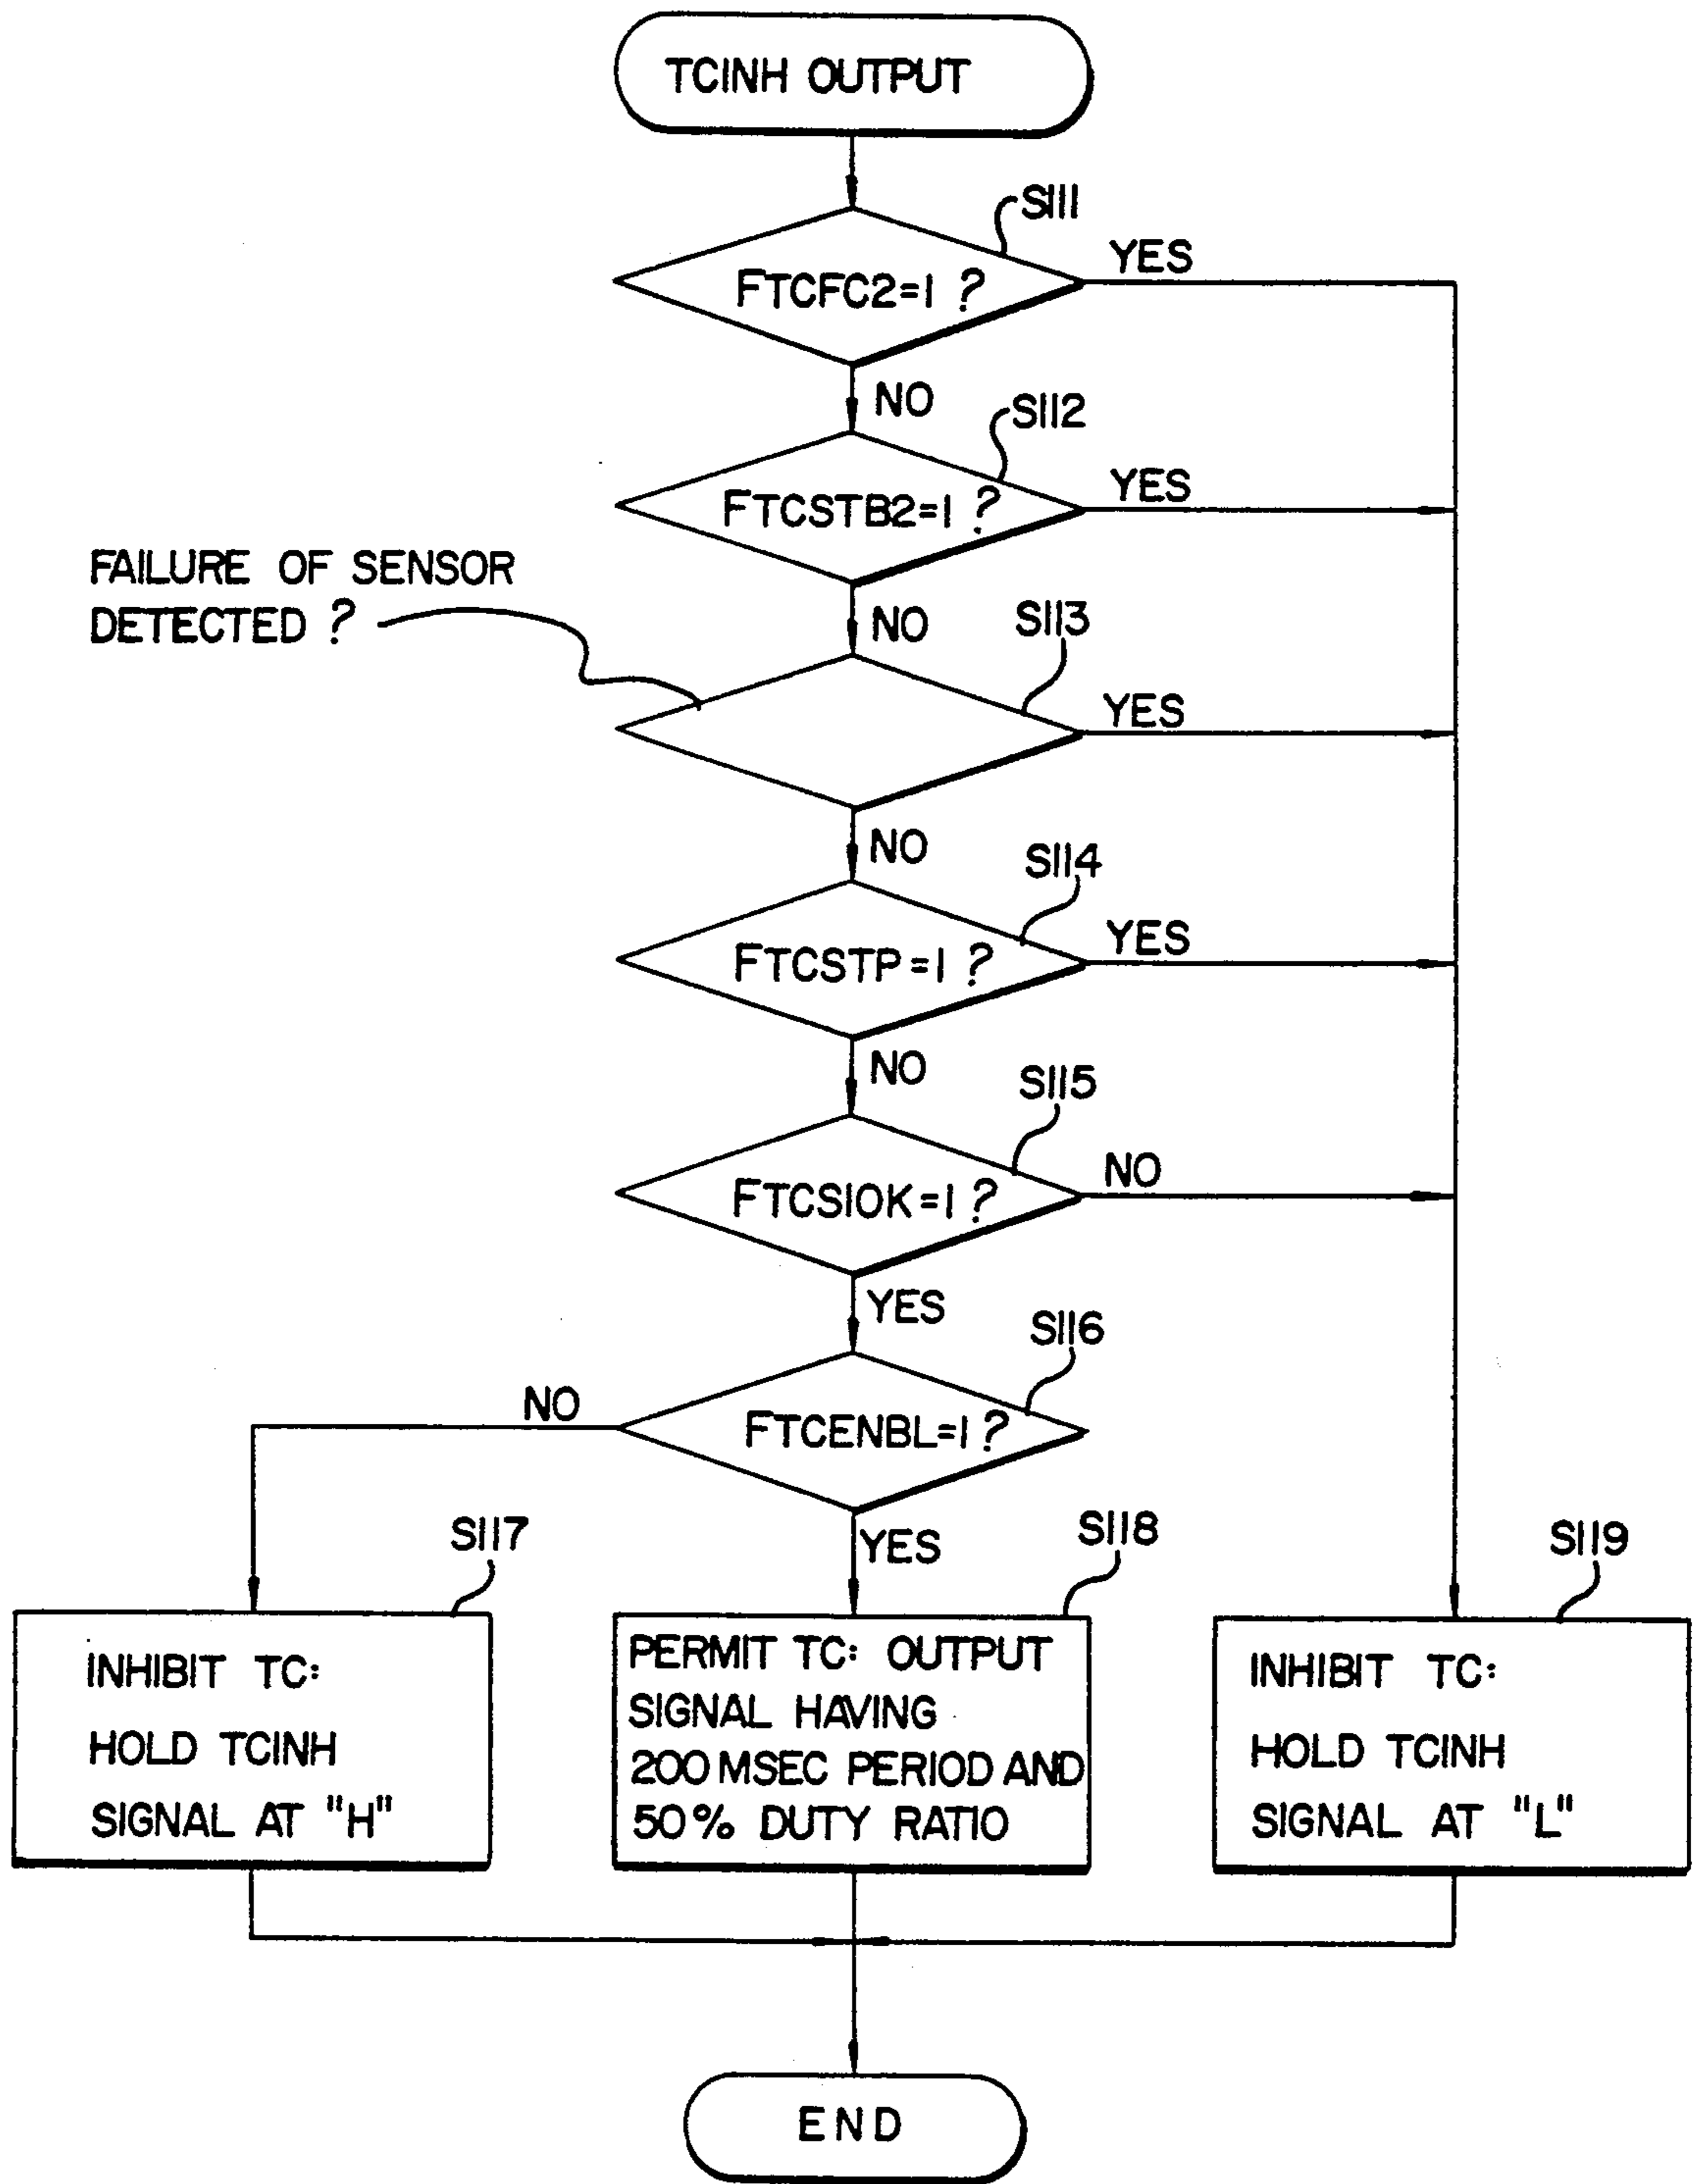 TCINH OUTPUT
S111
FTCFC2=1 ?
YES
NO
S112
FTCSTB2=1 ?
YES
FAILURE OF SENSOR
DETECTED ?
NO
S113
YES
NO
S114
FTCSTP=1 ?
YES
NO
S115
FTCSIOK=1 ?
NO
YES
S116
NO
FTCENBL=1 ?
YES
S117
S118
S119
INHIBIT TC:
HOLD TCINH
SIGNAL AT "H"
PERMIT TC: OUTPUT
SIGNAL HAVING
200 MSEC PERIOD AND
50% DUTY RATIO
INHIBIT TC:
HOLD TCINH
SIGNAL AT "L"
END